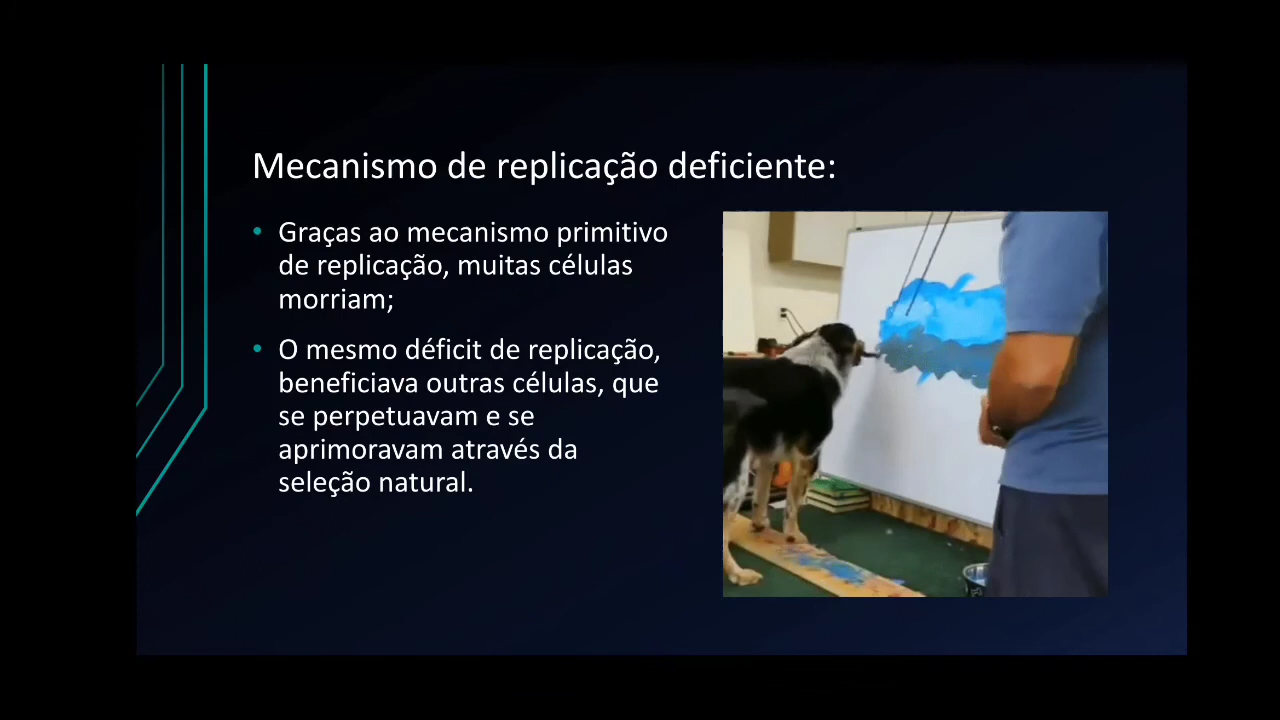 Mecanismo de replicação deficiente:
• Graças ao mecanismo primitivo
de replicação, muitas células
morriam;
• O mesmo déficit de replicação,
beneficiava outras células, que
se perpetuavam e se
aprimoravam através da
seleção natural.